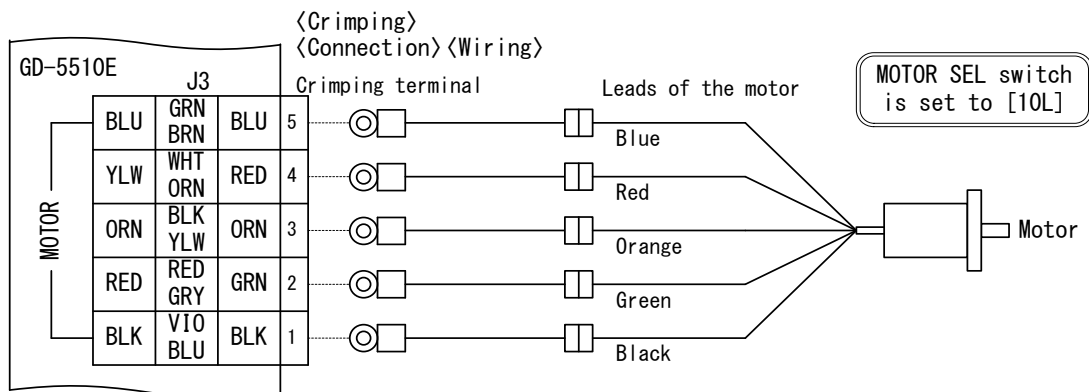 〈Crimping〉
〈Connection〉〈Wiring〉
GD-5510E
J3
Crimping terminal
Leads of the motor
MOTOR SEL switch
is set to [10L]
MOTOR
BLU GRN BRN BLU 5
Blue
YLW WHT ORN RED 4
Red
ORN BLK YLW ORN 3
Orange
Motor
RED RED GRY GRN 2
Green
BLK VIO BLU BLK 1
Black